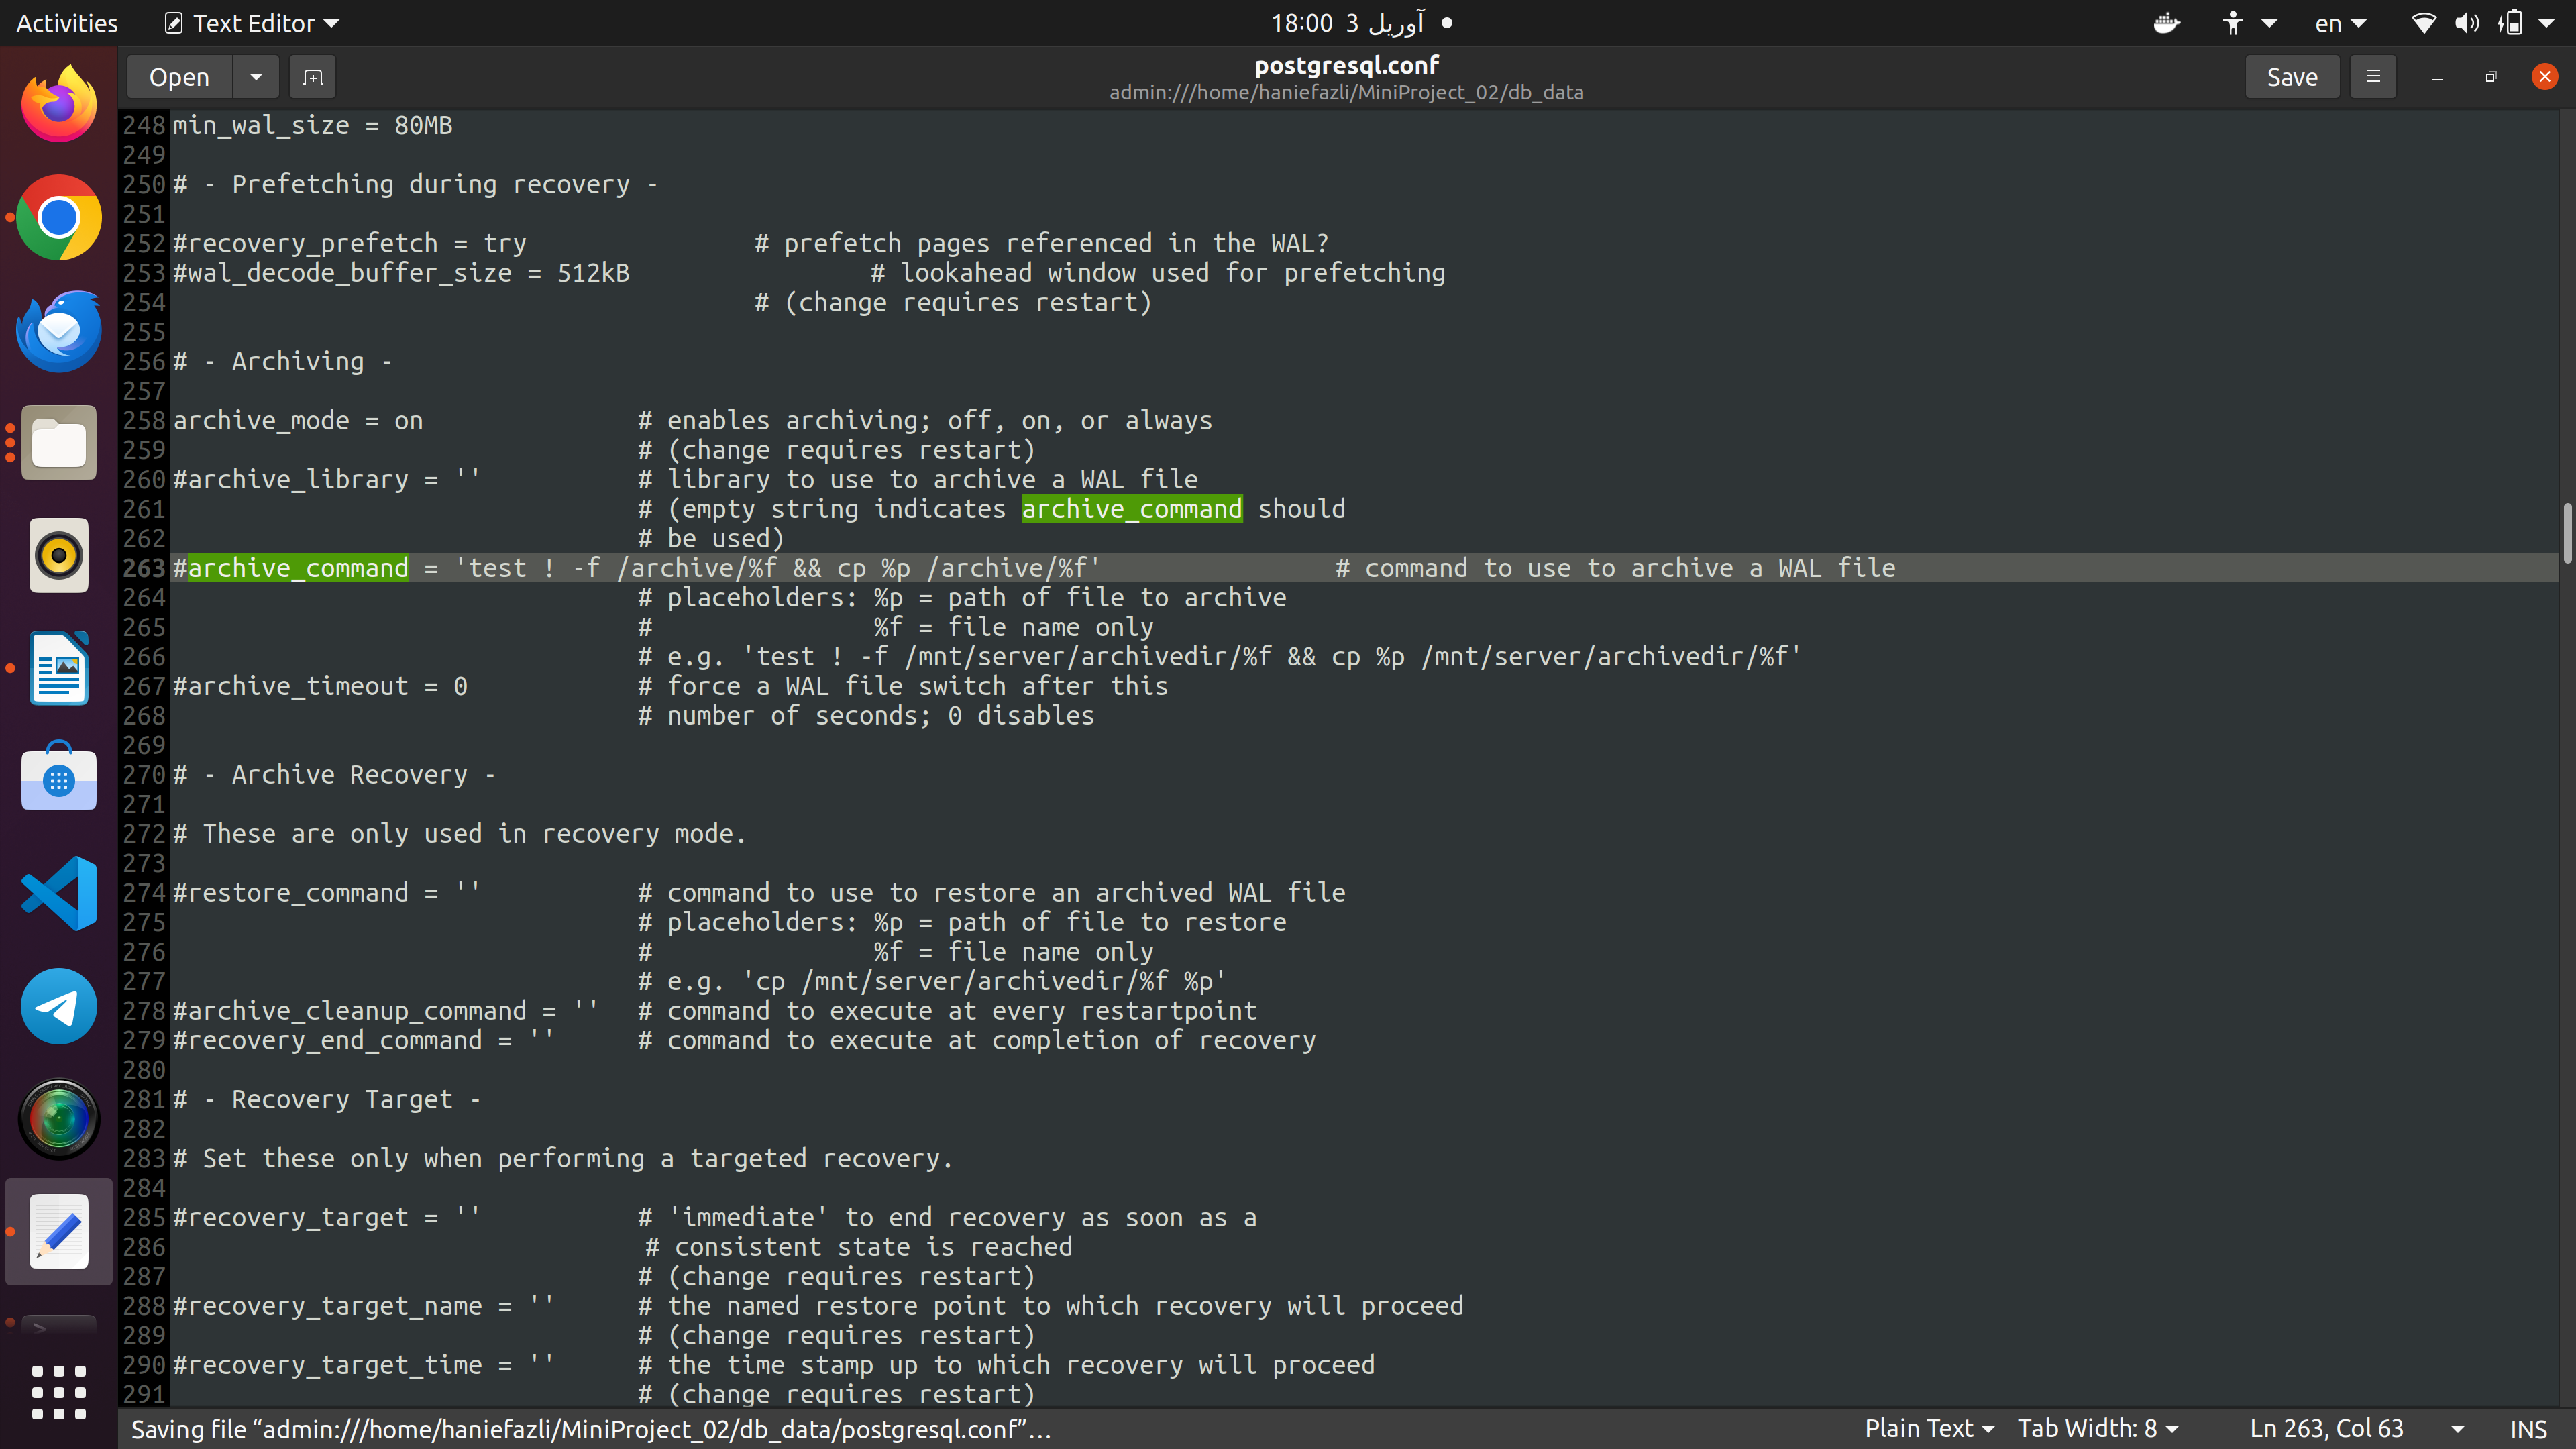 Activities Text Editor 18:00 3 آوریل en
Open postgresql.conf Save
admin:///home/haniefazli/MiniProject_02/db_data
248 min_wal_size = 80MB
249
250 # - Prefetching during recovery -
251
252 #recovery_prefetch = try # prefetch pages referenced in the WAL?
253 #wal_decode_buffer_size = 512kB # lookahead window used for prefetching
254 # (change requires restart)
255
256 # - Archiving -
257
258 archive_mode = on # enables archiving; off, on, or always
259 # (change requires restart)
260 #archive_library = '' # library to use to archive a WAL file
261 # (empty string indicates archive_command should
262 # be used)
263 #archive_command = 'test ! -f /archive/%f && cp %p /archive/%f' # command to use to archive a WAL file
264 # placeholders: %p = path of file to archive
265 # %f = file name only
266 # e.g. 'test ! -f /mnt/server/archivedir/%f && cp %p /mnt/server/archivedir/%f'
267 #archive_timeout = 0 # force a WAL file switch after this
268 # number of seconds; 0 disables
269
270 # - Archive Recovery -
271
272 # These are only used in recovery mode.
273
274 #restore_command = '' # command to use to restore an archived WAL file
275 # placeholders: %p = path of file to restore
276 # %f = file name only
277 # e.g. 'cp /mnt/server/archivedir/%f %p'
278 #archive_cleanup_command = '' # command to execute at every restartpoint
279 #recovery_end_command = '' # command to execute at completion of recovery
280
281 # - Recovery Target -
282
283 # Set these only when performing a targeted recovery.
284
285 #recovery_target = '' # 'immediate' to end recovery as soon as a
286 # consistent state is reached
287 # (change requires restart)
288 #recovery_target_name = '' # the named restore point to which recovery will proceed
289 # (change requires restart)
290 #recovery_target_time = '' # the time stamp up to which recovery will proceed
291 # (change requires restart)
Saving file “admin:///home/haniefazli/MiniProject_02/db_data/postgresql.conf”… Plain Text Tab Width: 8 Ln 263, Col 63 INS